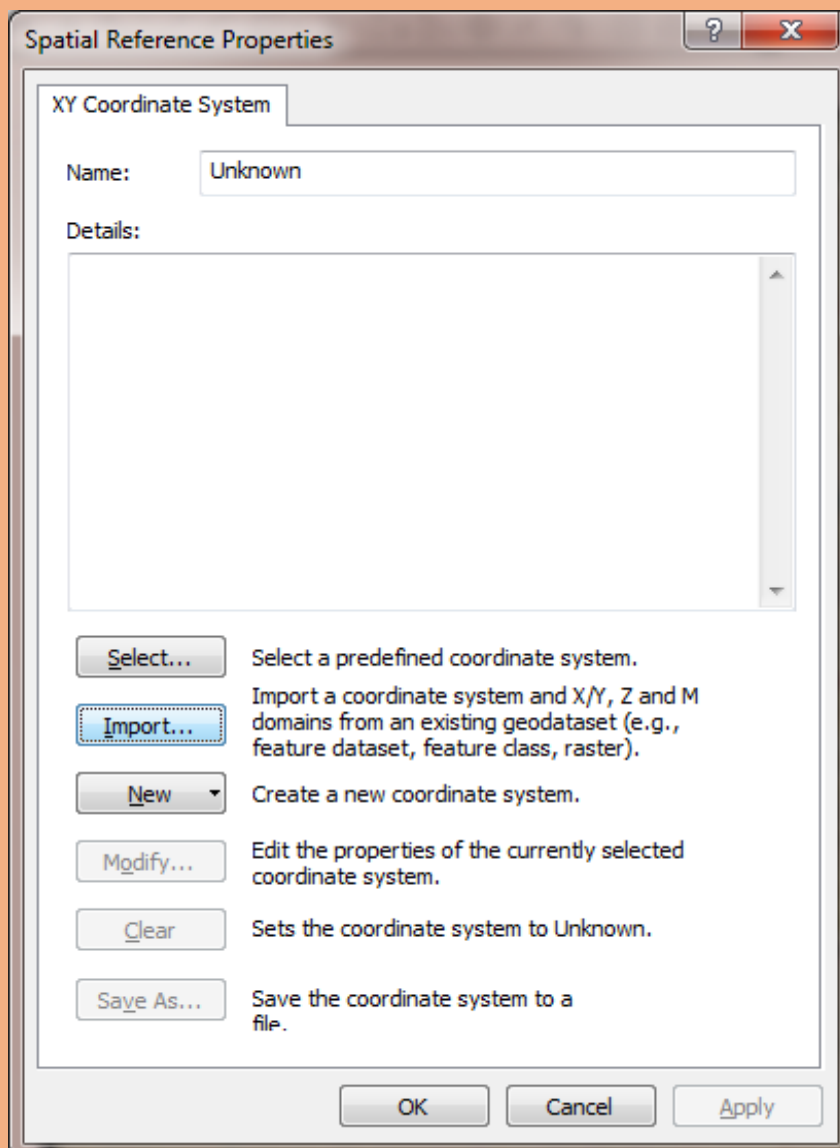 Spatial Reference Properties
?
X
XY Coordinate System
Name: Unknown
Details:
Select... Select a predefined coordinate system.
Import a coordinate system and X/Y, Z and M
Import... domains from an existing geodataset (e.g.,
feature dataset, feature class, raster).
New Create a new coordinate system.
Edit the properties of the currently selected
Modify... coordinate system.
Clear Sets the coordinate system to Unknown.
Save As... Save the coordinate system to a
file.
OK Cancel Apply